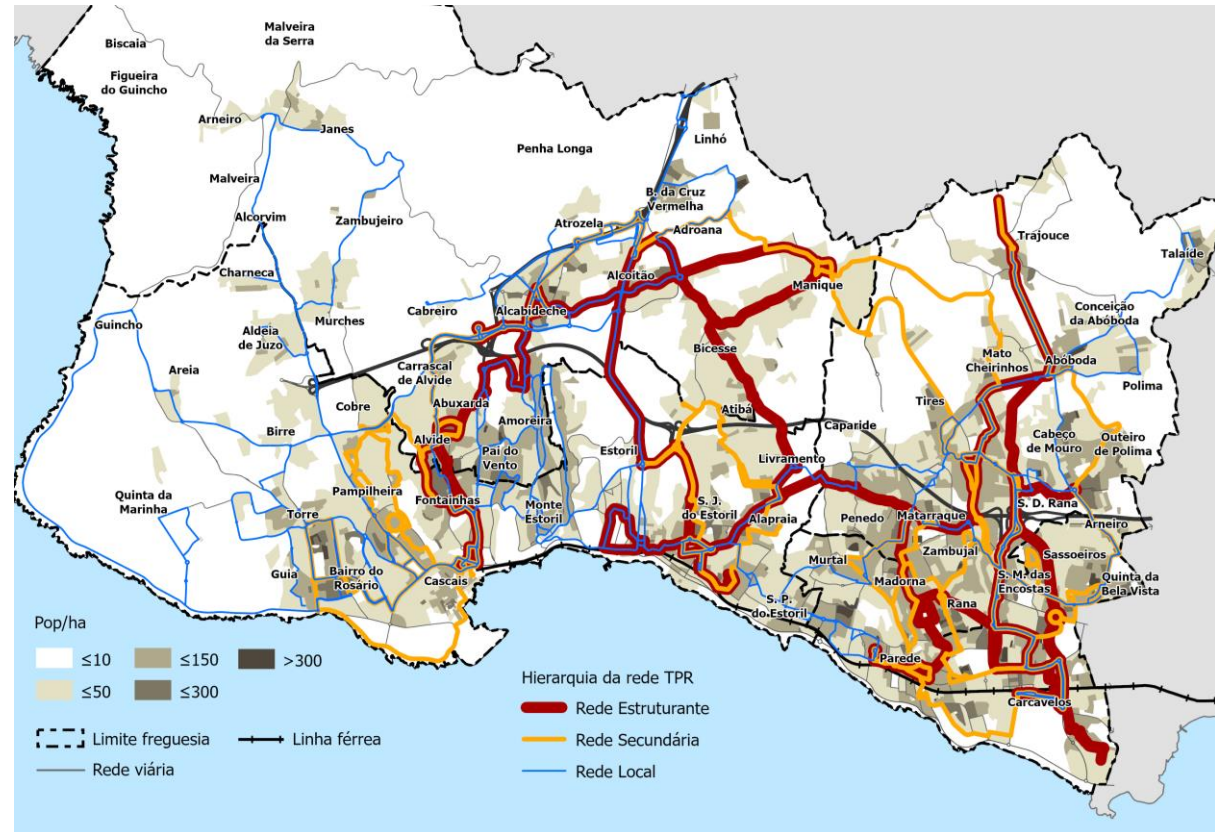 Malveira
da Serra
Biscaia
Figueira
do Guincho
Arneiro
Janes
Penha Longa
Linhó
Malveira
B. da Cruz
Vermelha
Alcorvim
Zambujeiro
Atrozela
Adroana
Trajouce
Talaíde
Charneca
Alcoitão
Manique
Guincho
Murches
Cabreiro
Alcabideche
Conceição
da Abóboda
Aldeia
de Juzo
Bicesse
Mato
Cheirinhos
Abóboda
Areia
Carrascal
de Alvide
Polima
Cobre
Abuxarda
Atibá
Tires
Birre
Amoreira
Caparide
Cabeço
de Mouro
Outeiro
de Polima
Alvide
Pai do
Vento
Estoril
Livramento
Quinta da
Marinha
Pampilheira
Fontainhas
Monte
Estoril
S. J.
do Estoril
Alapraia
Penedo
Matarraque
S. D. Rana
Torre
Arneiro
Guia
Bairro do
Rosário
Cascais
Murtal
Zambujal
Sassoeiros
Madorna
S. M. das
Encostas
Quinta da
Bela Vista
S. P.
do Estoril
Rana
Parede
Carcavelos
Pop/ha
≤10 ≤150 >300
≤50 ≤300
Limite freguesia Linha férrea
Rede viária
Hierarquia da rede TPR
Rede Estruturante
Rede Secundária
Rede Local